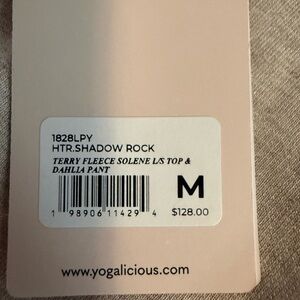 1828LPY
HTR.SHADOW ROCK
TERRY FLEECE SOLENE L/S TOP &
DAHLIA PANT
M
1 98906 11429 4
$128.00
www.yogalicious.com